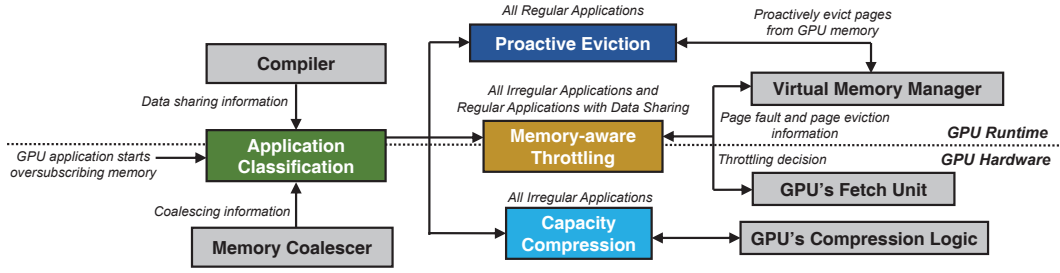 All Regular Applications
Proactive Eviction
Proactively evict pages
from GPU memory
Compiler
Virtual Memory Manager
Data sharing information
All Irregular Applications and
Regular Applications with Data Sharing
Application
Classification
Memory-aware
Throttling
Page fault and page eviction
information
GPU Runtime
GPU application starts
oversubscribing memory
Throttling decision
GPU Hardware
GPU's Fetch Unit
Coalescing information
All Irregular Applications
Memory Coalescer
Capacity
Compression
GPU's Compression Logic